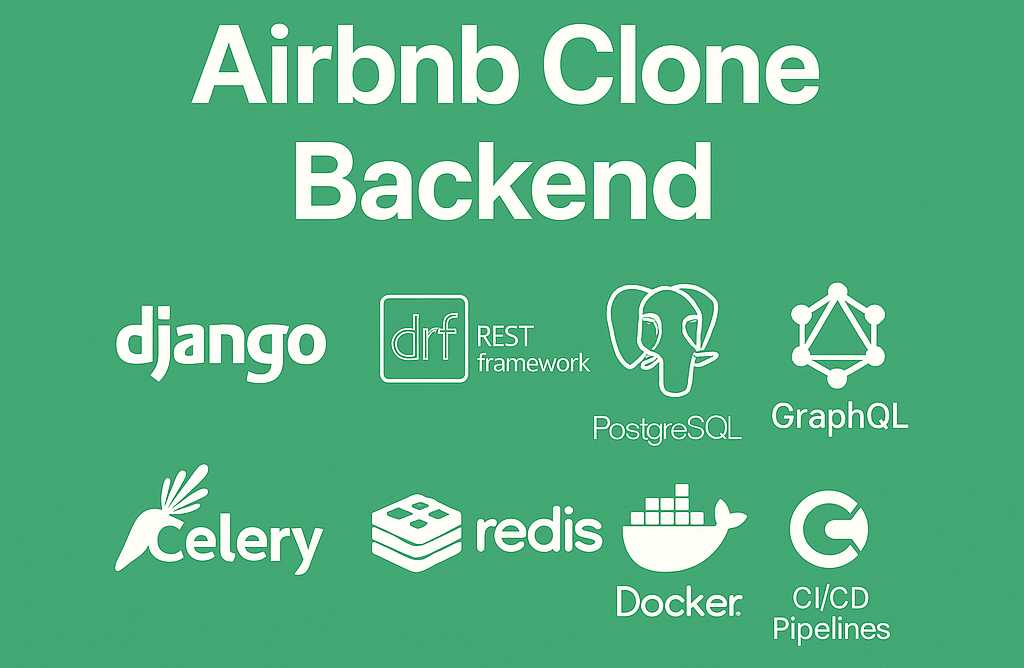 Airbnb Clone
Backend
django
drf
REST
framework
PostgreSQL
GraphQL
Celery
redis
Docker
CI/CD
Pipelines